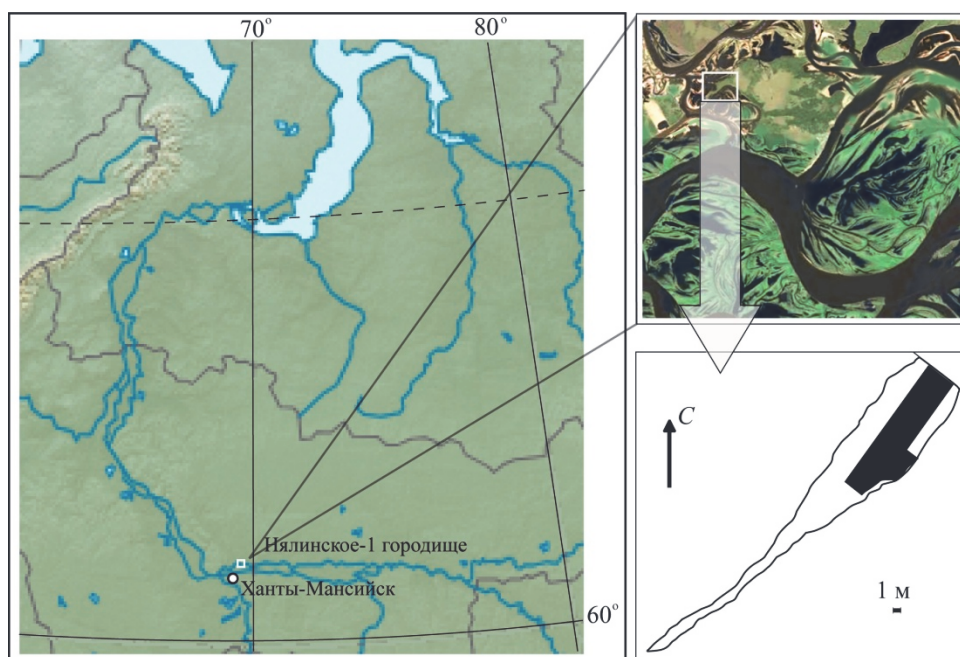 70°
80°
Нялинское-1 городище
Ханты-Мансийск
60°
С
1 м